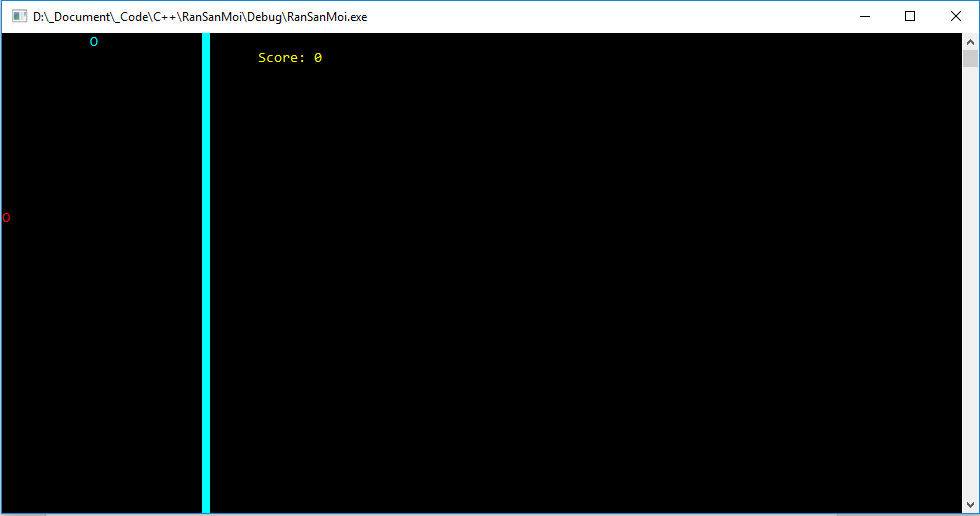 D:\_Document\_Code\C++\RanSanMoi\Debug\RanSanMoi.exe
O
Score: 0
O